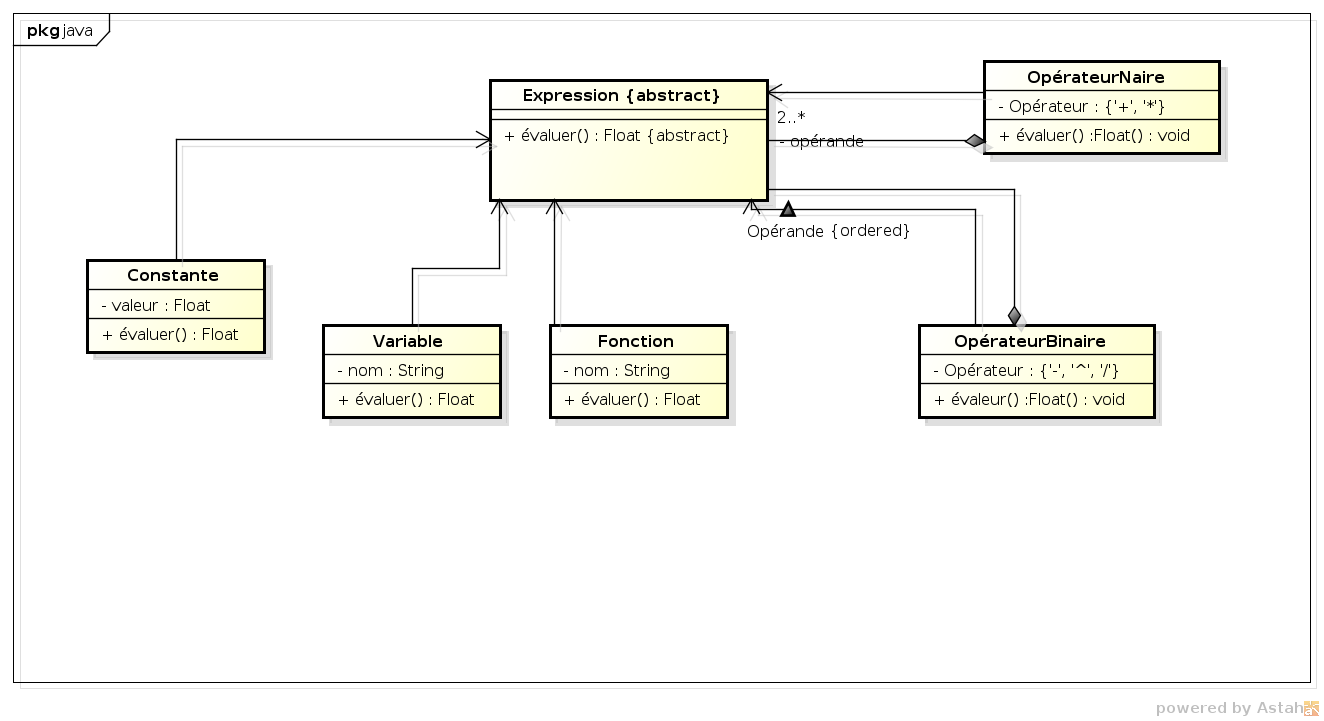 pkg java
Expression {abstract}
+ évaluer() : Float {abstract}
OpérateurNaire
- Opérateur : {'+', '*'}
+ évaluer() :Float() : void
2..*
- opérande
Opérande {ordered}
Constante
- valeur : Float
+ évaluer() : Float
Variable
- nom : String
+ évaluer() : Float
Fonction
- nom : String
+ évaluer() : Float
OpérateurBinaire
- Opérateur : {'-', '^', '/'}
+ évaleur() :Float() : void
powered by Astah